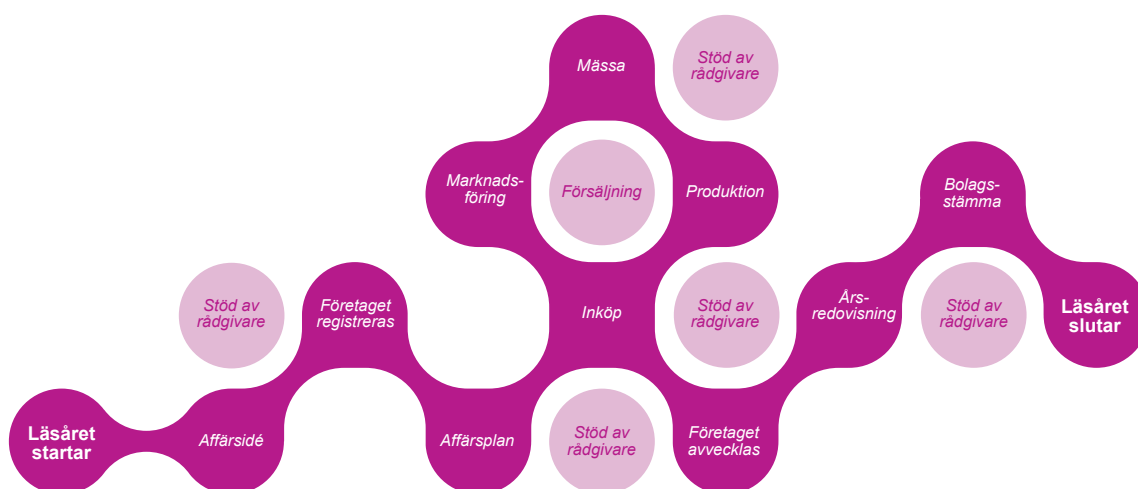 Mässa
Stöd av
rådgivare
Marknads-
föring
Försäljning
Produktion
Bolags-
stämma
Stöd av
rådgivare
Företaget
registreras
Inköp
Stöd av
rådgivare
Års-
redovisning
Stöd av
rådgivare
Läsåret
slutar
Läsåret
startar
Affärsidé
Affärsplan
Stöd av
rådgivare
Företaget
avvecklas